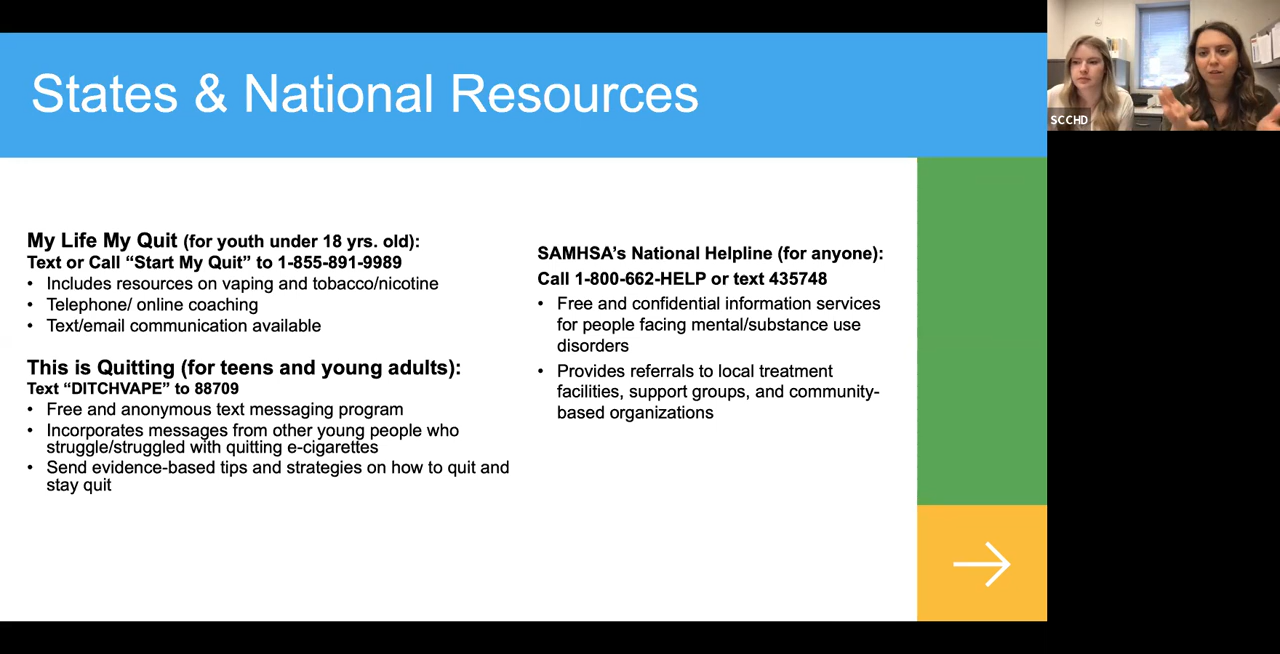 States & National Resources
SCCHD
My Life My Quit (for youth under 18 yrs. old):
Text or Call “Start My Quit” to 1-855-891-9989
• Includes resources on vaping and tobacco/nicotine
• Telephone/ online coaching
• Text/email communication available
This is Quitting (for teens and young adults):
Text “DITCHVAPE” to 88709
• Free and anonymous text messaging program
• Incorporates messages from other young people who
struggle/struggled with quitting e-cigarettes
• Send evidence-based tips and strategies on how to quit and
stay quit
SAMHSA’s National Helpline (for anyone):
Call 1-800-662-HELP or text 435748
• Free and confidential information services
for people facing mental/substance use
disorders
• Provides referrals to local treatment
facilities, support groups, and community-
based organizations